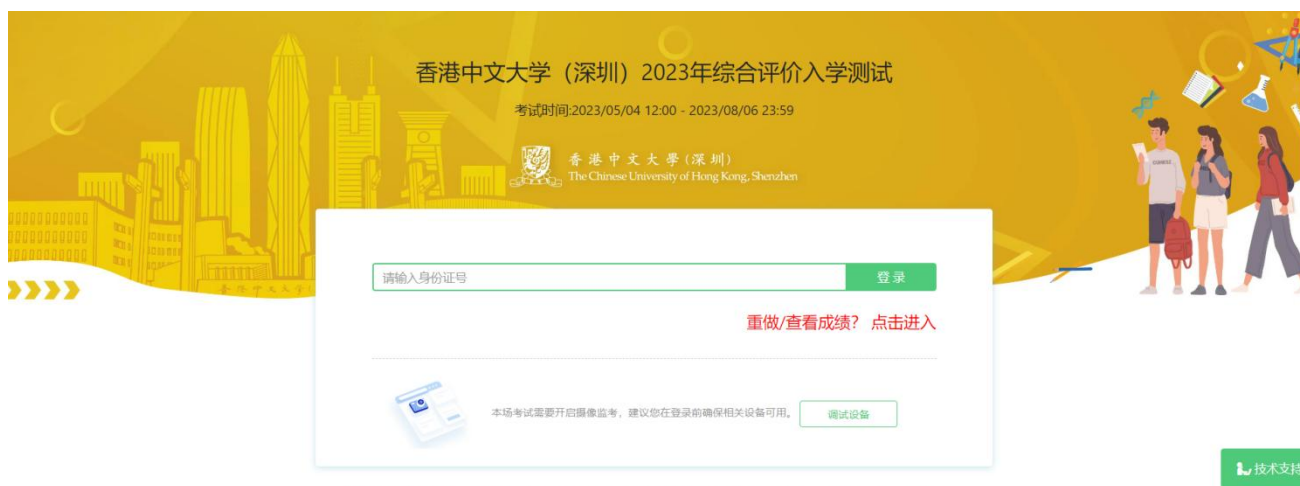 香港中文大学（深圳）2023年综合评价入学测试
考试时间:2023/05/04 12:00 - 2023/08/06 23:59
香港中文大學(深圳)
The Chinese University of Hong Kong, Shenzhen
请输入身份证号
登录
重做/查看成绩? 点击进入
本场考试需要开启摄像监考，建议您在登录前确保相关设备可用。
调试设备
技术支持